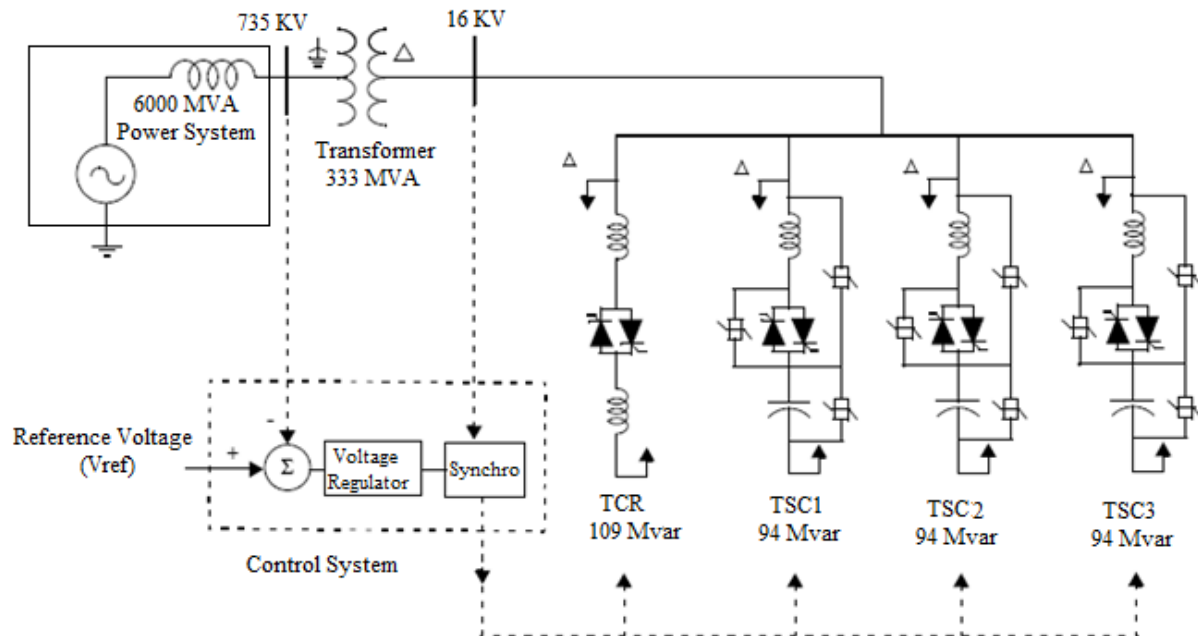 735 KV
16 KV
6000 MVA
Power System
Transformer
333 MVA
Δ
Δ
Δ
Δ
Δ
Reference Voltage
(Vref)
-
+
Σ
Voltage
Regulator
Synchro
Control System
TCR
109 Mvar
TSC1
94 Mvar
TSC2
94 Mvar
TSC3
94 Mvar